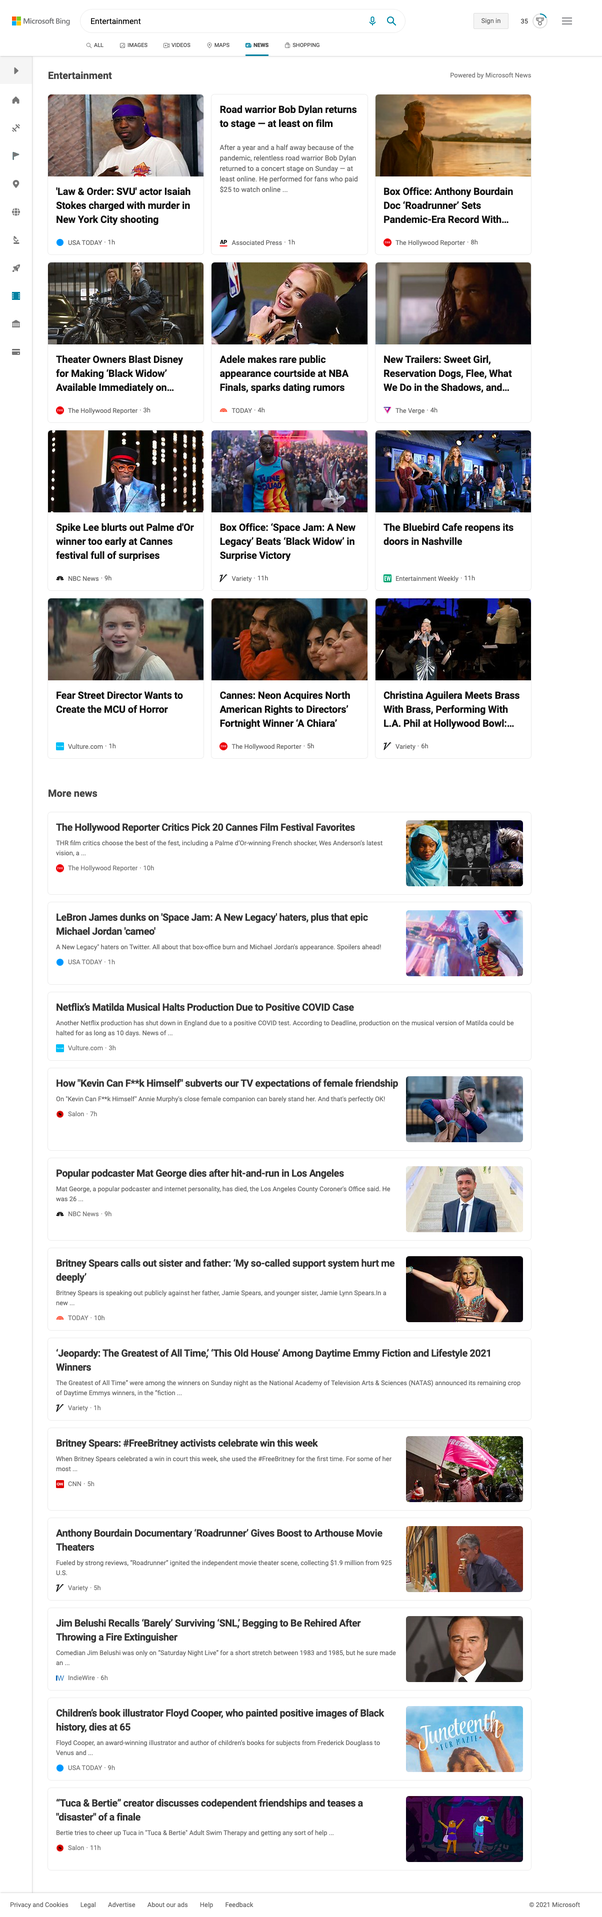 Microsoft Bing
Entertainment
Sign in
35
ALL IMAGES VIDEOS MAPS NEWS SHOPPING
Entertainment
Powered by Microsoft News
'Law & Order: SVU' actor Isaiah
Stokes charged with murder in
New York City shooting
USA TODAY · 1h
Road warrior Bob Dylan returns
to stage — at least on film
After a year and a half away because of the
pandemic, relentless road warrior Bob Dylan
returned to a concert stage on Sunday — at
least online. He performed for fans who paid
$25 to watch online ...
AP Associated Press · 1h
Box Office: Anthony Bourdain
Doc 'Roadrunner' Sets
Pandemic-Era Record With...
The Hollywood Reporter · 8h
Theater Owners Blast Disney
for Making 'Black Widow'
Available Immediately on...
The Hollywood Reporter · 3h
Adele makes rare public
appearance courtside at NBA
Finals, sparks dating rumors
TODAY · 4h
New Trailers: Sweet Girl,
Reservation Dogs, Flee, What
We Do in the Shadows, and...
The Verge · 4h
Spike Lee blurts out Palme d'Or
winner too early at Cannes
festival full of surprises
NBC News · 9h
TUNE
SQUAD
Box Office: 'Space Jam: A New
Legacy' Beats 'Black Widow' in
Surprise Victory
Variety · 11h
The Bluebird Cafe reopens its
doors in Nashville
EW Entertainment Weekly · 11h
Fear Street Director Wants to
Create the MCU of Horror
Vulture.com · 1h
Cannes: Neon Acquires North
American Rights to Directors'
Fortnight Winner 'A Chiara'
The Hollywood Reporter · 5h
Christina Aguilera Meets Brass
With Brass, Performing With
L.A. Phil at Hollywood Bowl:...
Variety · 6h
More news
The Hollywood Reporter Critics Pick 20 Cannes Film Festival Favorites
THR film critics choose the best of the fest, including a Palme d'Or-winning French shocker, Wes Anderson's latest
vision, a ...
The Hollywood Reporter · 10h
LeBron James dunks on 'Space Jam: A New Legacy' haters, plus that epic
Michael Jordan 'cameo'
A New Legacy" haters on Twitter. All about that box-office burn and Michael Jordan's appearance. Spoilers ahead!
USA TODAY · 1h
Netflix's Matilda Musical Halts Production Due to Positive COVID Case
Another Netflix production has shut down in England due to a positive COVID test. According to Deadline, production on the musical version of Matilda could be
halted for as long as 10 days. News of ...
Vulture.com · 3h
How "Kevin Can F**k Himself" subverts our TV expectations of female friendship
On "Kevin Can F**k Himself" Annie Murphy's close female companion can barely stand her. And that's perfectly OK!
Salon · 7h
Popular podcaster Mat George dies after hit-and-run in Los Angeles
Mat George, a popular podcaster and internet personality, has died, the Los Angeles County Coroner's Office said. He
was 26 ...
NBC News · 9h
Britney Spears calls out sister and father: 'My so-called support system hurt me
deeply'
Britney Spears is speaking out publicly against her father, Jamie Spears, and younger sister, Jamie Lynn Spears.In a
new ...
TODAY · 10h
'Jeopardy: The Greatest of All Time,' 'This Old House' Among Daytime Emmy Fiction and Lifestyle 2021
Winners
The Greatest of All Time" were among the winners on Sunday night as the National Academy of Television Arts & Sciences (NATAS) announced its remaining crop
of Daytime Emmys winners, in the "fiction ...
Variety · 1h
Britney Spears: #FreeBritney activists celebrate win this week
When Britney Spears celebrated a win in court this week, she used the #FreeBritney for the first time. For some of her
most ...
CNN CNN · 5h
Anthony Bourdain Documentary 'Roadrunner' Gives Boost to Arthouse Movie
Theaters
Fueled by strong reviews, "Roadrunner" ignited the independent movie theater scene, collecting $1.9 million from 925
U.S.
Variety · 5h
Jim Belushi Recalls 'Barely' Surviving 'SNL,' Begging to Be Rehired After
Throwing a Fire Extinguisher
Comedian Jim Belushi was only on "Saturday Night Live" for a short stretch between 1983 and 1985, but he sure made
an ...
IndieWire · 6h
Children's book illustrator Floyd Cooper, who painted positive images of Black
history, dies at 65
Floyd Cooper, an award-winning illustrator and author of children's books for subjects from Frederick Douglass to
Venus and ...
USA TODAY · 9h
Juneteenth
FOR MAZIE
"Tuca & Bertie" creator discusses codependent friendships and teases a
"disaster" of a finale
Bertie tries to cheer up Tuca in "Tuca & Bertie" Adult Swim Therapy and getting any sort of help ...
Salon · 11h
Privacy and Cookies Legal Advertise About our ads Help Feedback
© 2021 Microsoft